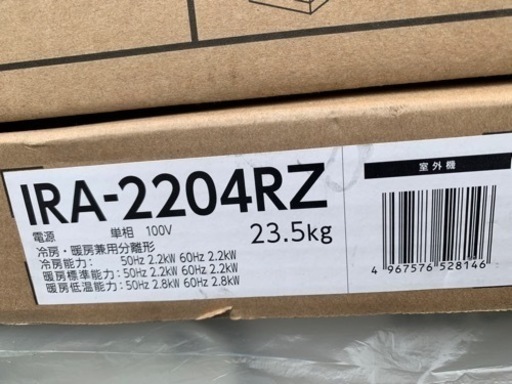 IRA-2204RZ
電源 単相 100V
23.5kg
冷房・暖房兼用分離形
冷房能力: 50Hz 2.2kW 60Hz 2.2kW
暖房標準能力: 50Hz 2.2kW 60Hz 2.2kW
暖房低温能力: 50Hz 2.8kW 60Hz 2.8kW
室外機
4 967576 528146